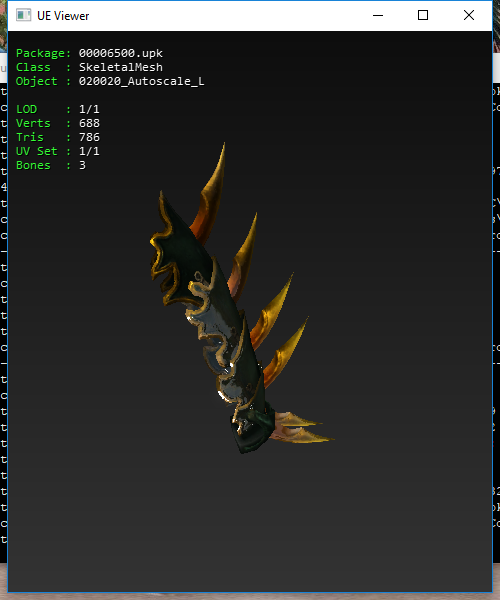 UE Viewer
Package: 00006500.upk
Class : SkeletalMesh
Object : 020020_Autoscale_L
LOD : 1/1
Verts : 688
Tris : 786
UV Set : 1/1
Bones : 3